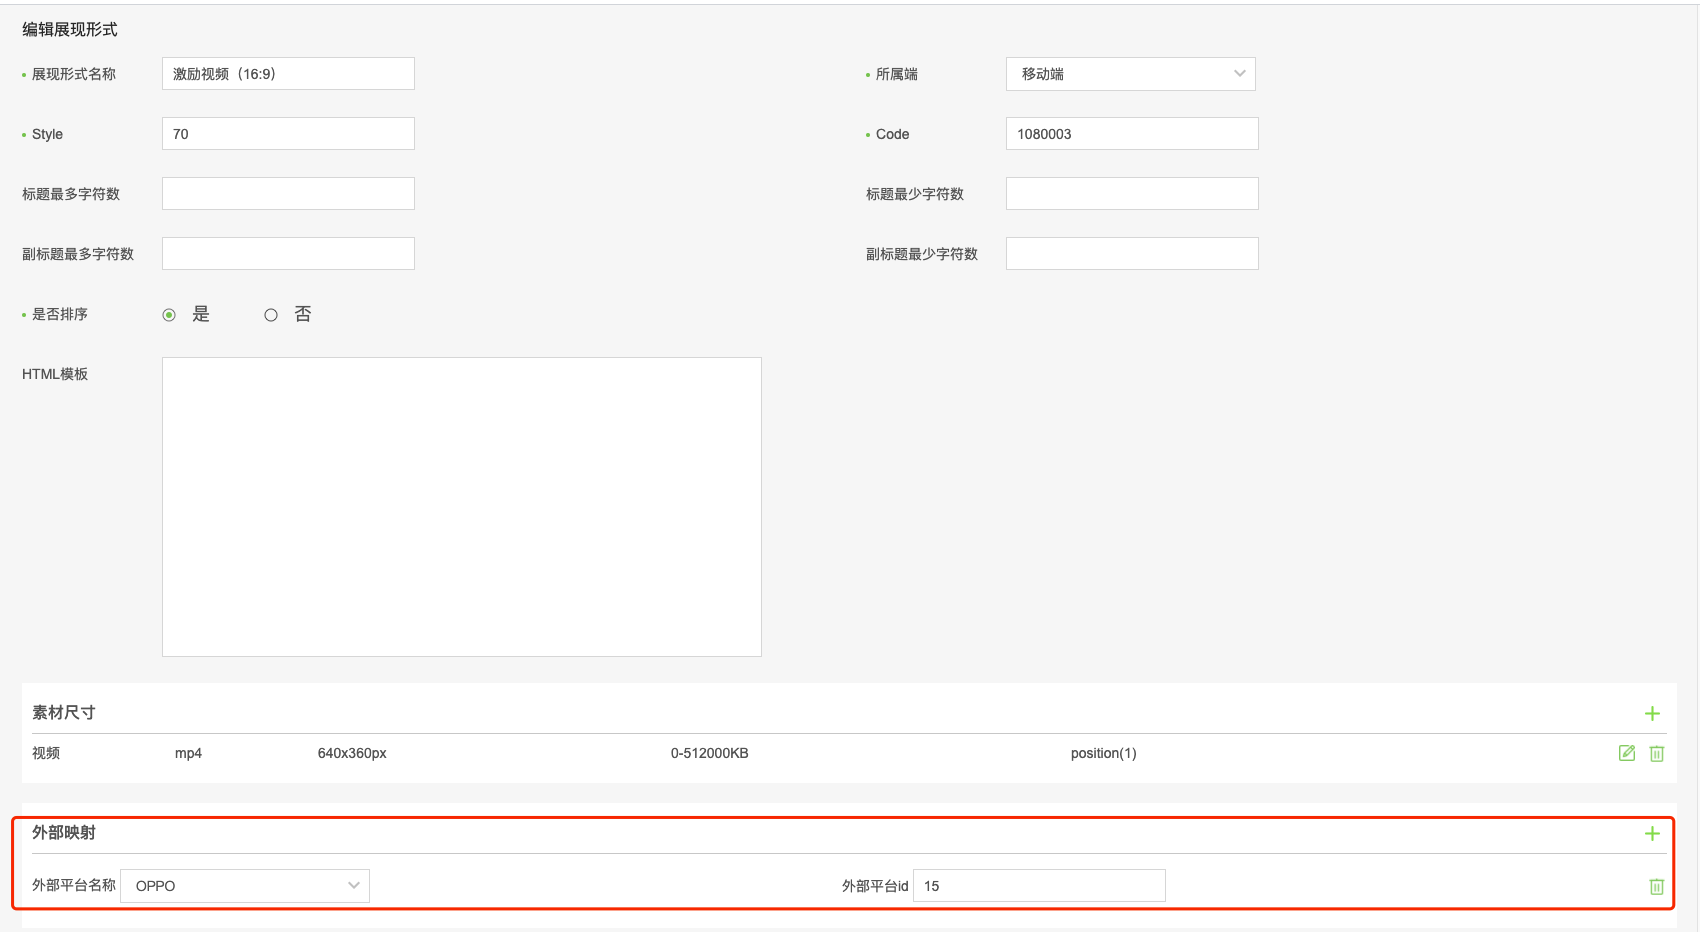 编辑展现形式
展现形式名称 激励视频（16:9） 所属端 移动端
Style 70 Code 1080003
标题最多字符数 标题最少字符数
副标题最多字符数 副标题最少字符数
是否排序 是 否
HTML模板
素材尺寸
视频 mp4 640x360px 0-512000KB position(1)
外部映射
外部平台名称 OPPO 外部平台id 15